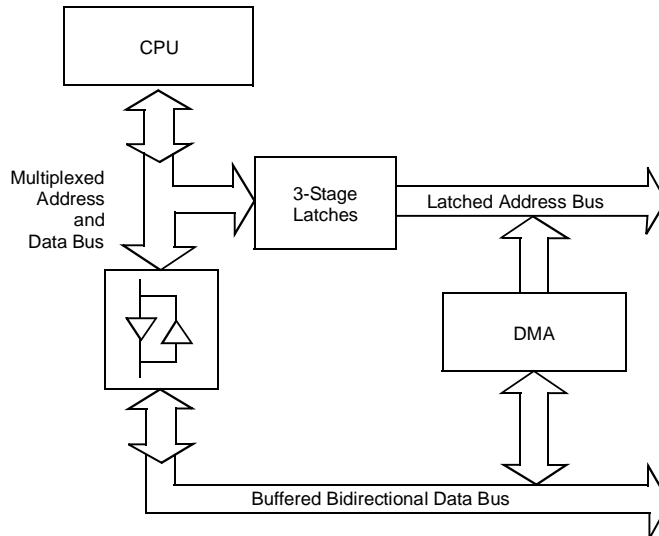 CPU
Multiplexed
Address
and
Data Bus
3-Stage
Latches
Latched Address Bus
DMA
Buffered Bidirectional Data Bus